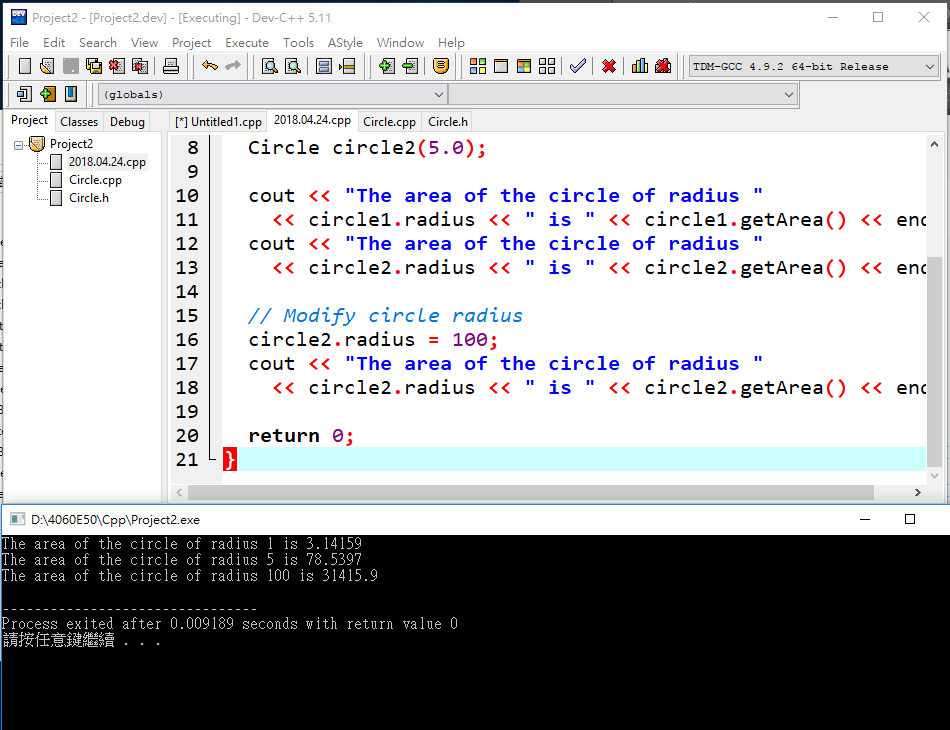 Project2 - [Project2.dev] - [Executing] - Dev-C++ 5.11
File Edit Search View Project Execute Tools AStyle Window Help
TDM-GCC 4.9.2 64-bit Release
(globals)
Project Classes Debug
[*] Untitled1.cpp 2018.04.24.cpp Circle.cpp Circle.h
Project2
2018.04.24.cpp
Circle.cpp
Circle.h
8 Circle circle2(5.0);
9
10 cout << "The area of the circle of radius "
11 << circle1.radius << " is " << circle1.getArea() << enc
12 cout << "The area of the circle of radius "
13 << circle2.radius << " is " << circle2.getArea() << enc
14
15 // Modify circle radius
16 circle2.radius = 100;
17 cout << "The area of the circle of radius "
18 << circle2.radius << " is " << circle2.getArea() << enc
19
20 return 0;
21 }
D:\4060E50\Cpp\Project2.exe
The area of the circle of radius 1 is 3.14159
The area of the circle of radius 5 is 78.5397
The area of the circle of radius 100 is 31415.9
--------------------------------
Process exited after 0.009189 seconds with return value 0
請按任意鍵繼續 . . .